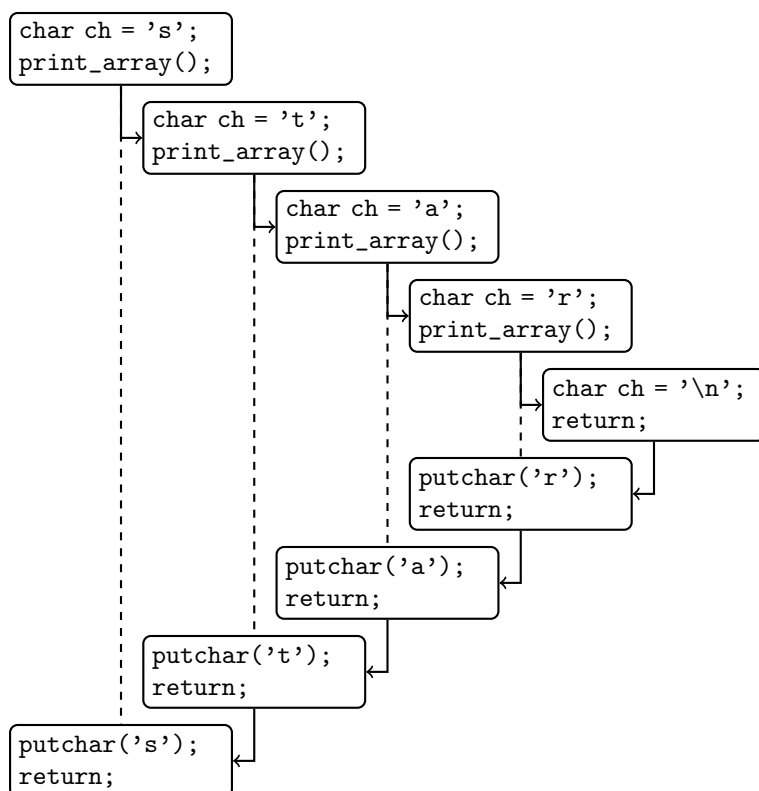 char ch = ’s’;
print_array();
char ch = ’t’;
print_array();
char ch = ’a’;
print_array();
char ch = ’r’;
print_array();
char ch = ’\n’;
return;
putchar(’r’);
return;
putchar(’a’);
return;
putchar(’t’);
return;
putchar(’s’);
return;